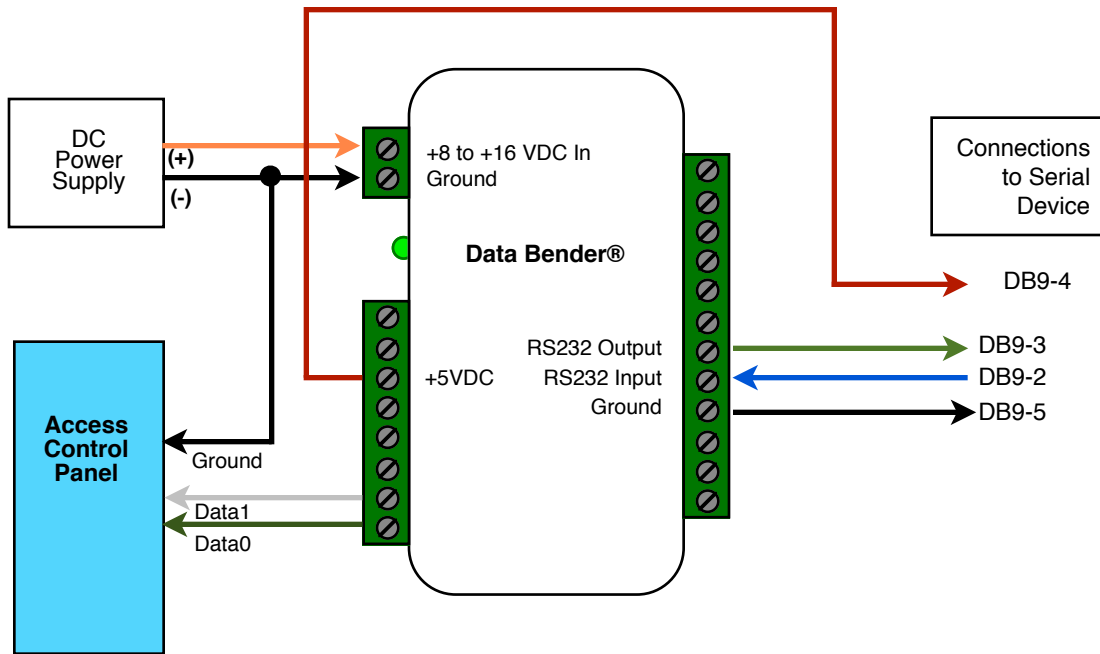 DC
Power
Supply
(+)
(-)
+8 to +16 VDC In
Ground
Data Bender®
Connections
to Serial
Device
DB9-4
RS232 Output
DB9-3
+5VDC
RS232 Input
DB9-2
Ground
DB9-5
Access
Control
Panel
Ground
Data1
Data0